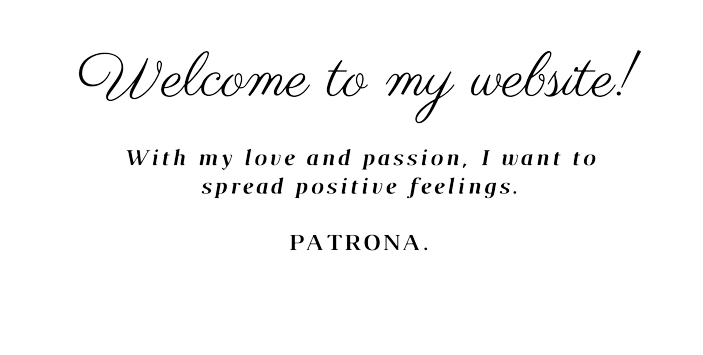 Welcome to my website!
With my love and passion, I want to
spread positive feelings.
PATRONA.